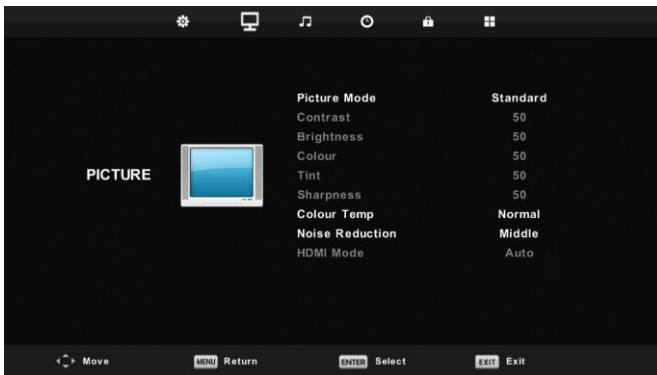 Picture Mode Standard
Contrast 50
Brightness 50
Colour 50
PICTURE
Tint 50
Sharpness 50
Colour Temp Normal
Noise Reduction Middle
HDMI Mode Auto
Move MENU Return ENTER Select EXIT Exit